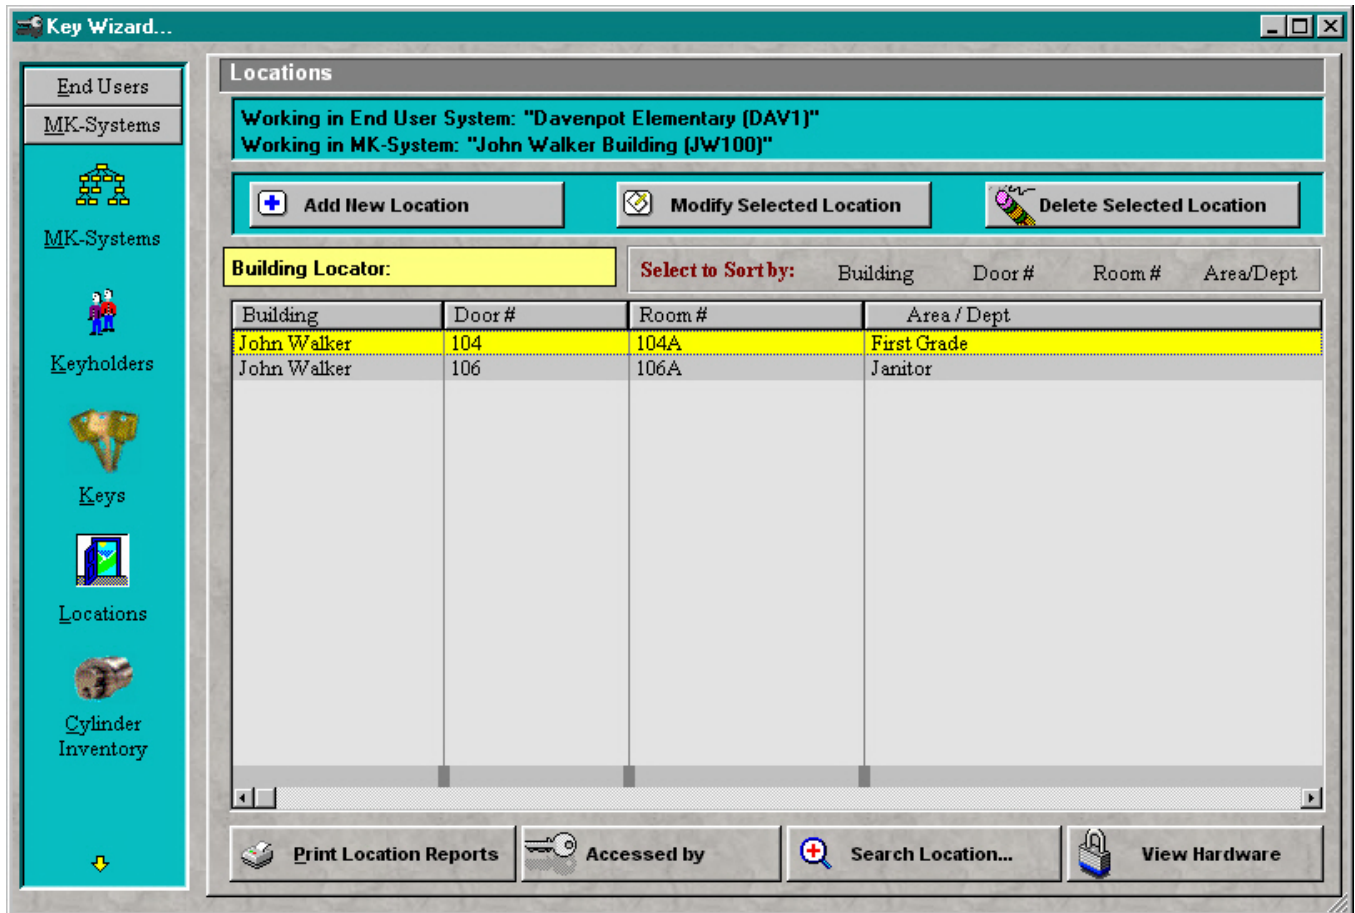 Key Wizard...
End Users
MK-Systems
MK-Systems
Keyholders
Keys
Locations
Cylinder
Inventory
Locations
Working in End User System: "Davenpot Elementary (DAV1)"
Working in MK-System: "John Walker Building (JW100)"
Add New Location
Modify Selected Location
Delete Selected Location
Building Locator:
Select to Sort by: Building Door # Room # Area/Dept
Building Door # Room # Area / Dept
John Walker 104 104A First Grade
John Walker 106 106A Janitor
Print Location Reports
Accessed by
Search Location...
View Hardware